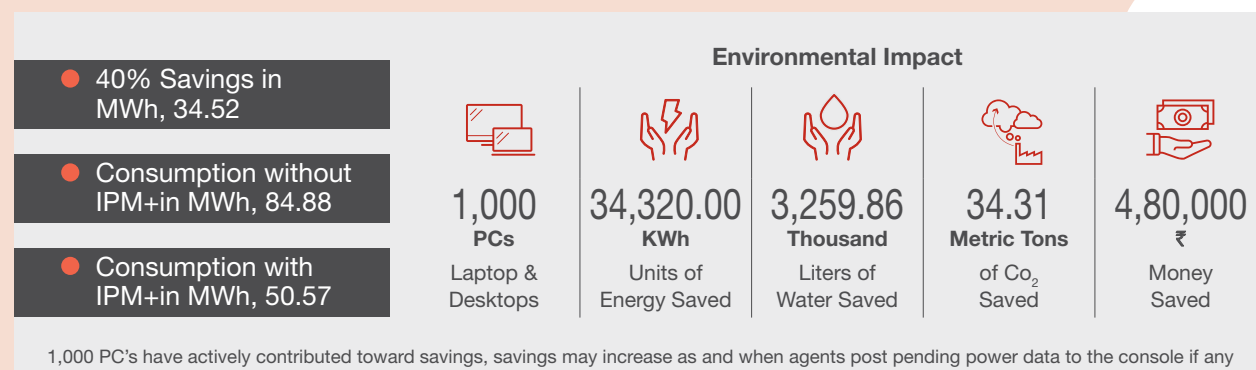 40% Savings in
MWh, 34.52
Consumption without
IPM+in MWh, 84.88
Consumption with
IPM+in MWh, 50.57
Environmental Impact
1,000
PCs
Laptop &
Desktops
34,320.00
KWh
Units of
Energy Saved
3,259.86
Thousand
Liters of
Water Saved
34.31
Metric Tons
of Co₂
Saved
4,80,000
₹
Money
Saved
1,000 PC's have actively contributed toward savings, savings may increase as and when agents post pending power data to the console if any